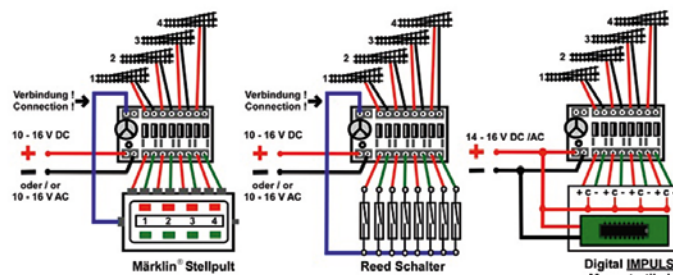 4
3
2
1
Verbindung !
Connection !
10 - 16 V DC
+
-
oder / or
10 - 16 V AC
1 2 3 4
Märklin® Stellpult
4
3
2
1
Verbindung !
Connection !
10 - 16 V DC
+
-
oder / or
10 - 16 V AC
Reed Schalter
4
3
2
1
14 - 16 V DC /AC
+
-
+ c - + c - + c - + c -
Digital IMPULS